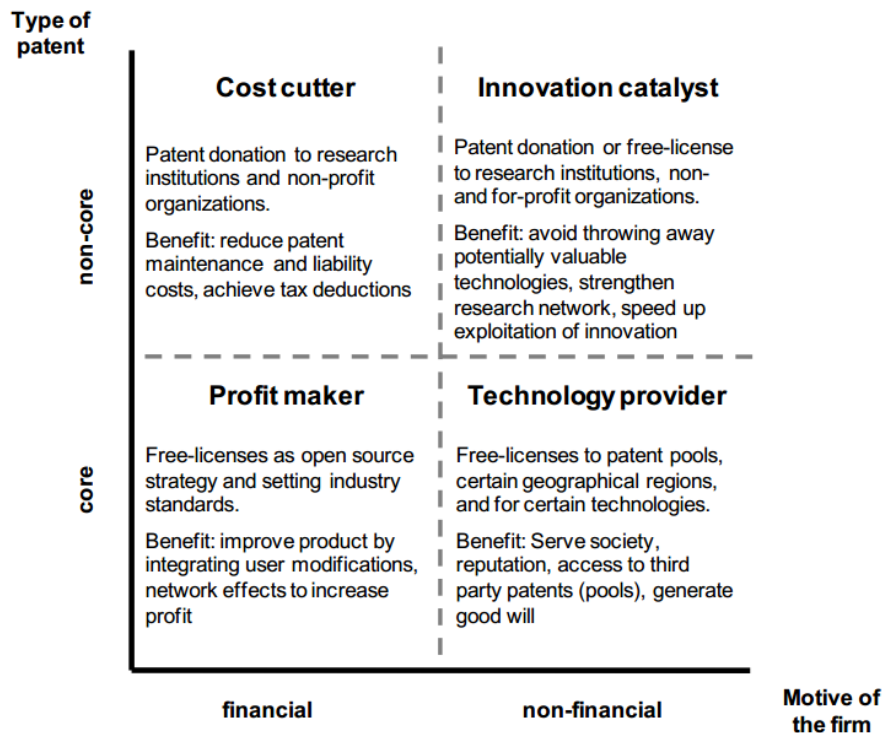 Type of
patent
Cost cutter
Patent donation to research
institutions and non-profit
organizations.
Benefit: reduce patent
maintenance and liability
costs, achieve tax deductions
Innovation catalyst
Patent donation or free-license
to research institutions, non-
and for-profit organizations.
Benefit: avoid throwing away
potentially valuable
technologies, strengthen
research network, speed up
exploitation of innovation
non-core
Profit maker
Free-licenses as open source
strategy and setting industry
standards.
Benefit: improve product by
integrating user modifications,
network effects to increase
profit
Technology provider
Free-licenses to patent pools,
certain geographical regions,
and for certain technologies.
Benefit: Serve society,
reputation, access to third
party patents (pools), generate
good will
core
financial
non-financial
Motive of
the firm